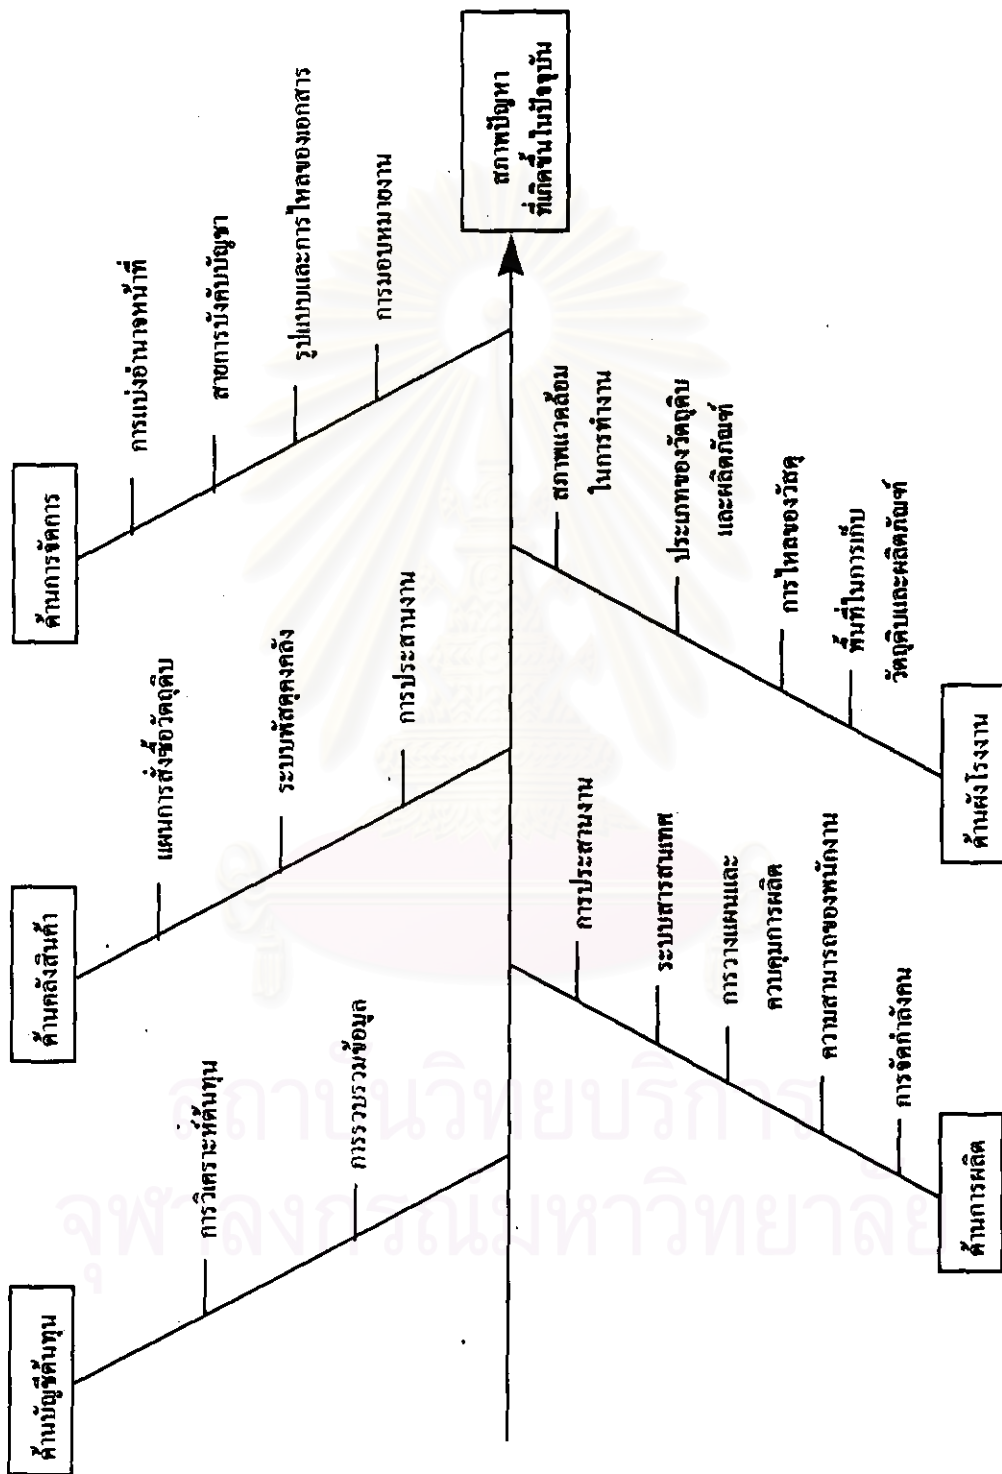 ด้านบัญชีต้นทุน
การวิเคราะห์ต้นทุน
การรวบรวมข้อมูล
ด้านคลังสินค้า
แผนการสั่งซื้อวัตถุดิบ
ระบบพัสดุคงคลัง
การประสานงาน
ด้านการจัดการ
การแบ่งอำนาจหน้าที่
สายการบังคับบัญชา
รูปแบบและการไหลของเอกสาร
การมอบหมายงาน
สภาพปัญหา
ที่เกิดขึ้นในปัจจุบัน
การประสานงาน
ระบบสารสนเทศ
การวางแผนและ
ควบคุมการผลิต
ความสามารถของพนักงาน
การจัดกำลังคน
ด้านการผลิต
สภาพแวดล้อม
ในการทำงาน
ประเภทของวัตถุดิบ
และผลิตภัณฑ์
การไหลของวัสดุ
พื้นที่ในการเก็บ
วัตถุดิบและผลิตภัณฑ์
ด้านผังโรงงาน
สถาบันวิทยบริการ
จุฬาลงกรณ์มหาวิทยาลัย